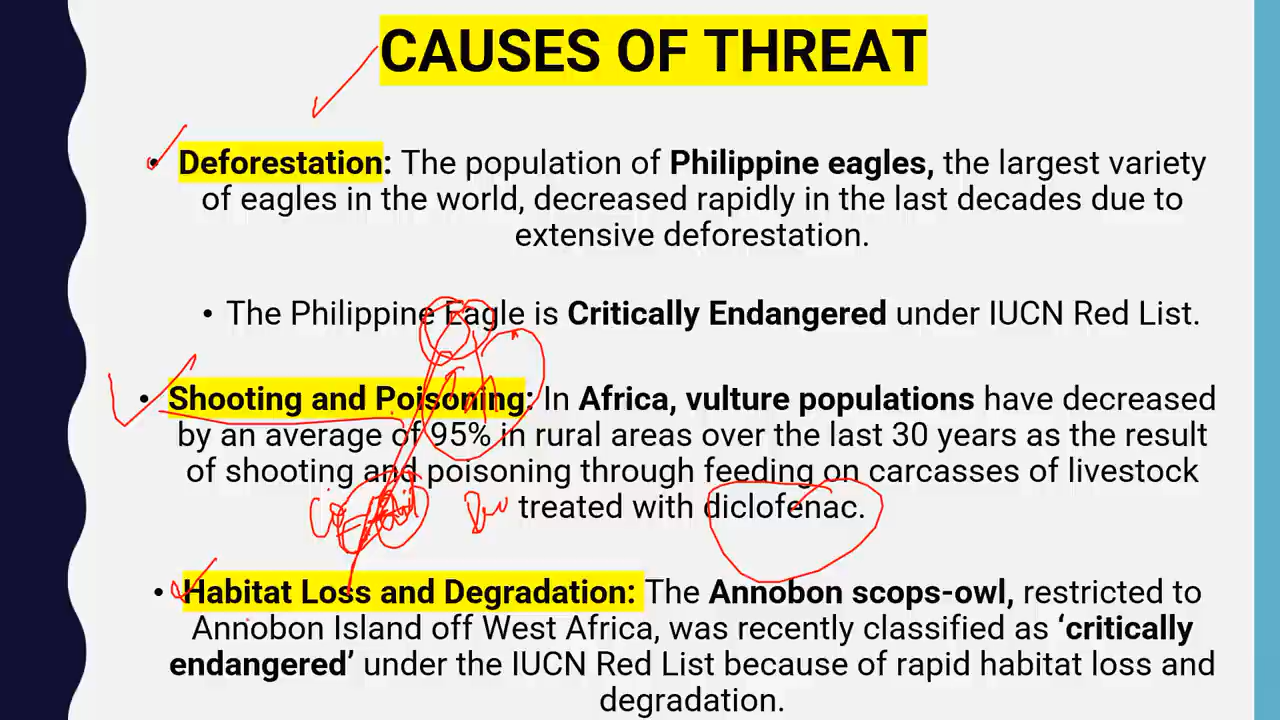 CAUSES OF THREAT
• Deforestation: The population of Philippine eagles, the largest variety
of eagles in the world, decreased rapidly in the last decades due to
extensive deforestation.
• The Philippine Eagle is Critically Endangered under IUCN Red List.
• Shooting and Poisoning: In Africa, vulture populations have decreased
by an average of 95% in rural areas over the last 30 years as the result
of shooting and poisoning through feeding on carcasses of livestock
treated with diclofenac.
• Habitat Loss and Degradation: The Annobon scops-owl, restricted to
Annobon Island off West Africa, was recently classified as ‘critically
endangered’ under the IUCN Red List because of rapid habitat loss and
degradation.